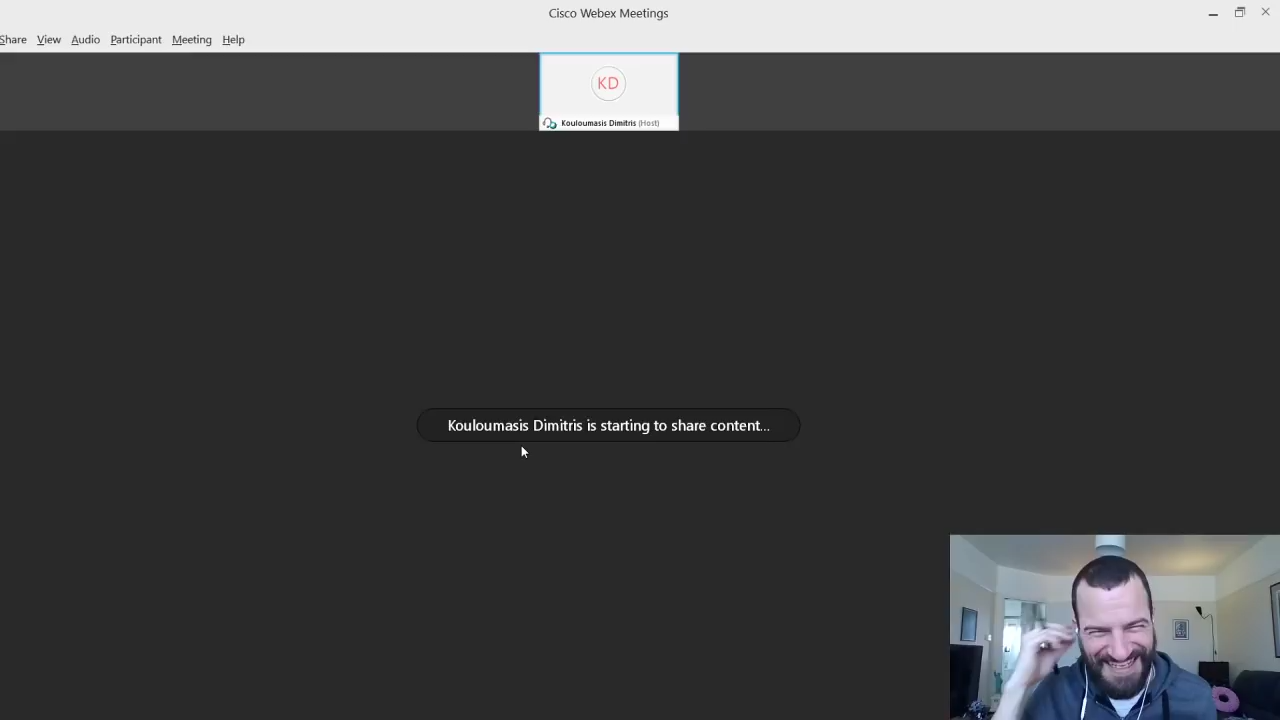 Cisco Webex Meetings
Share View Audio Participant Meeting Help
KD
Kouloumasis Dimitris (Host)
Kouloumasis Dimitris is starting to share content...